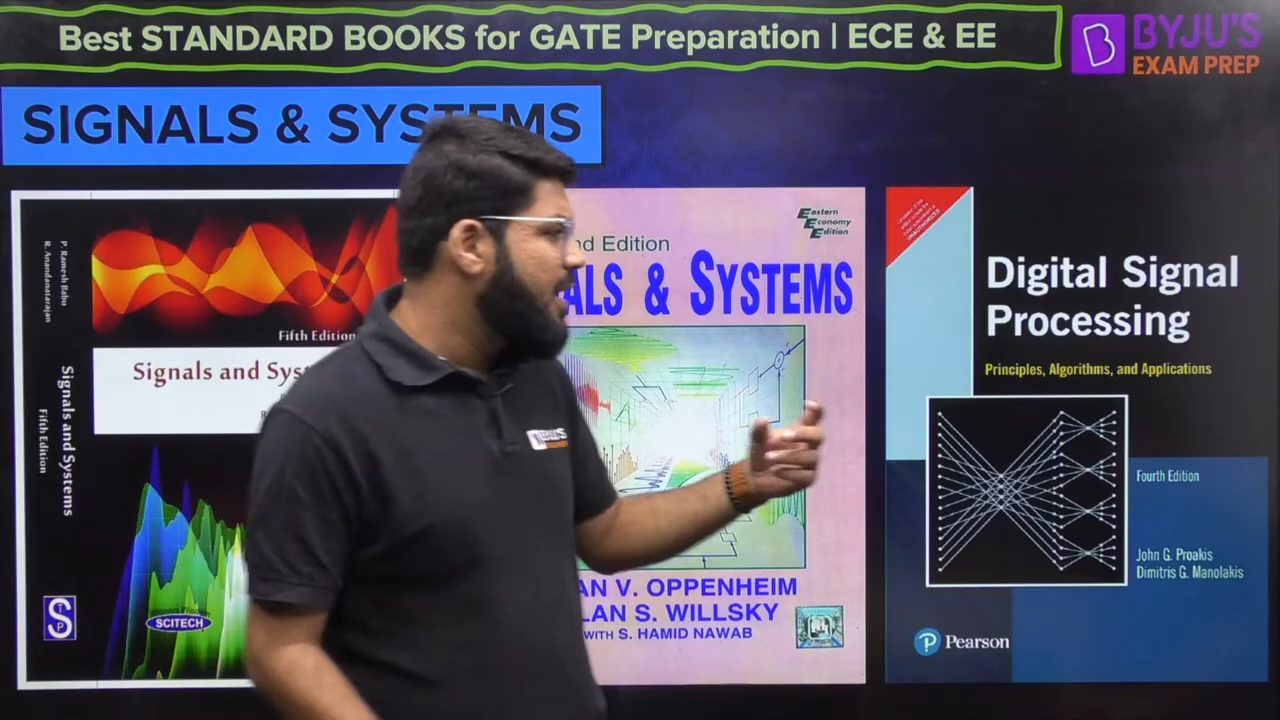 Best STANDARD BOOKS for GATE Preparation | ECE & EE
BYJU'S
EXAM PREP
SIGNALS & SYSTEMS
P. Ramesh Babu
R. Anandanatarajan
Signals and Systems
Fifth Edition
Fifth Edition
Signals and Sys
SCITECH
Eastern
Economy
Edition
nd Edition
ALS & SYSTEMS
AN V. OPPENHEIM
LAN S. WILLSKY
WITH S. HAMID NAWAB
Digital Signal
Processing
Principles, Algorithms, and Applications
Fourth Edition
John G. Proakis
Dimitris G. Manolakis
Pearson